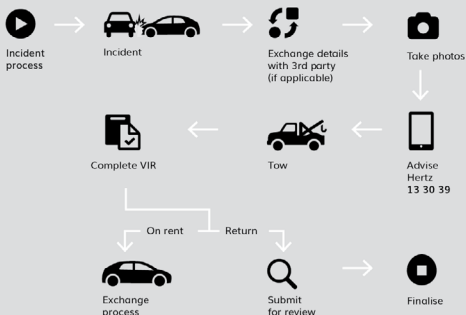 Incident
process
Incident
Exchange details
with 3rd party
(if applicable)
Take photos
Complete VIR
Tow
Advise
Hertz
13 30 39
On rent
Return
Exchange
process
Submit
for review
Finalise